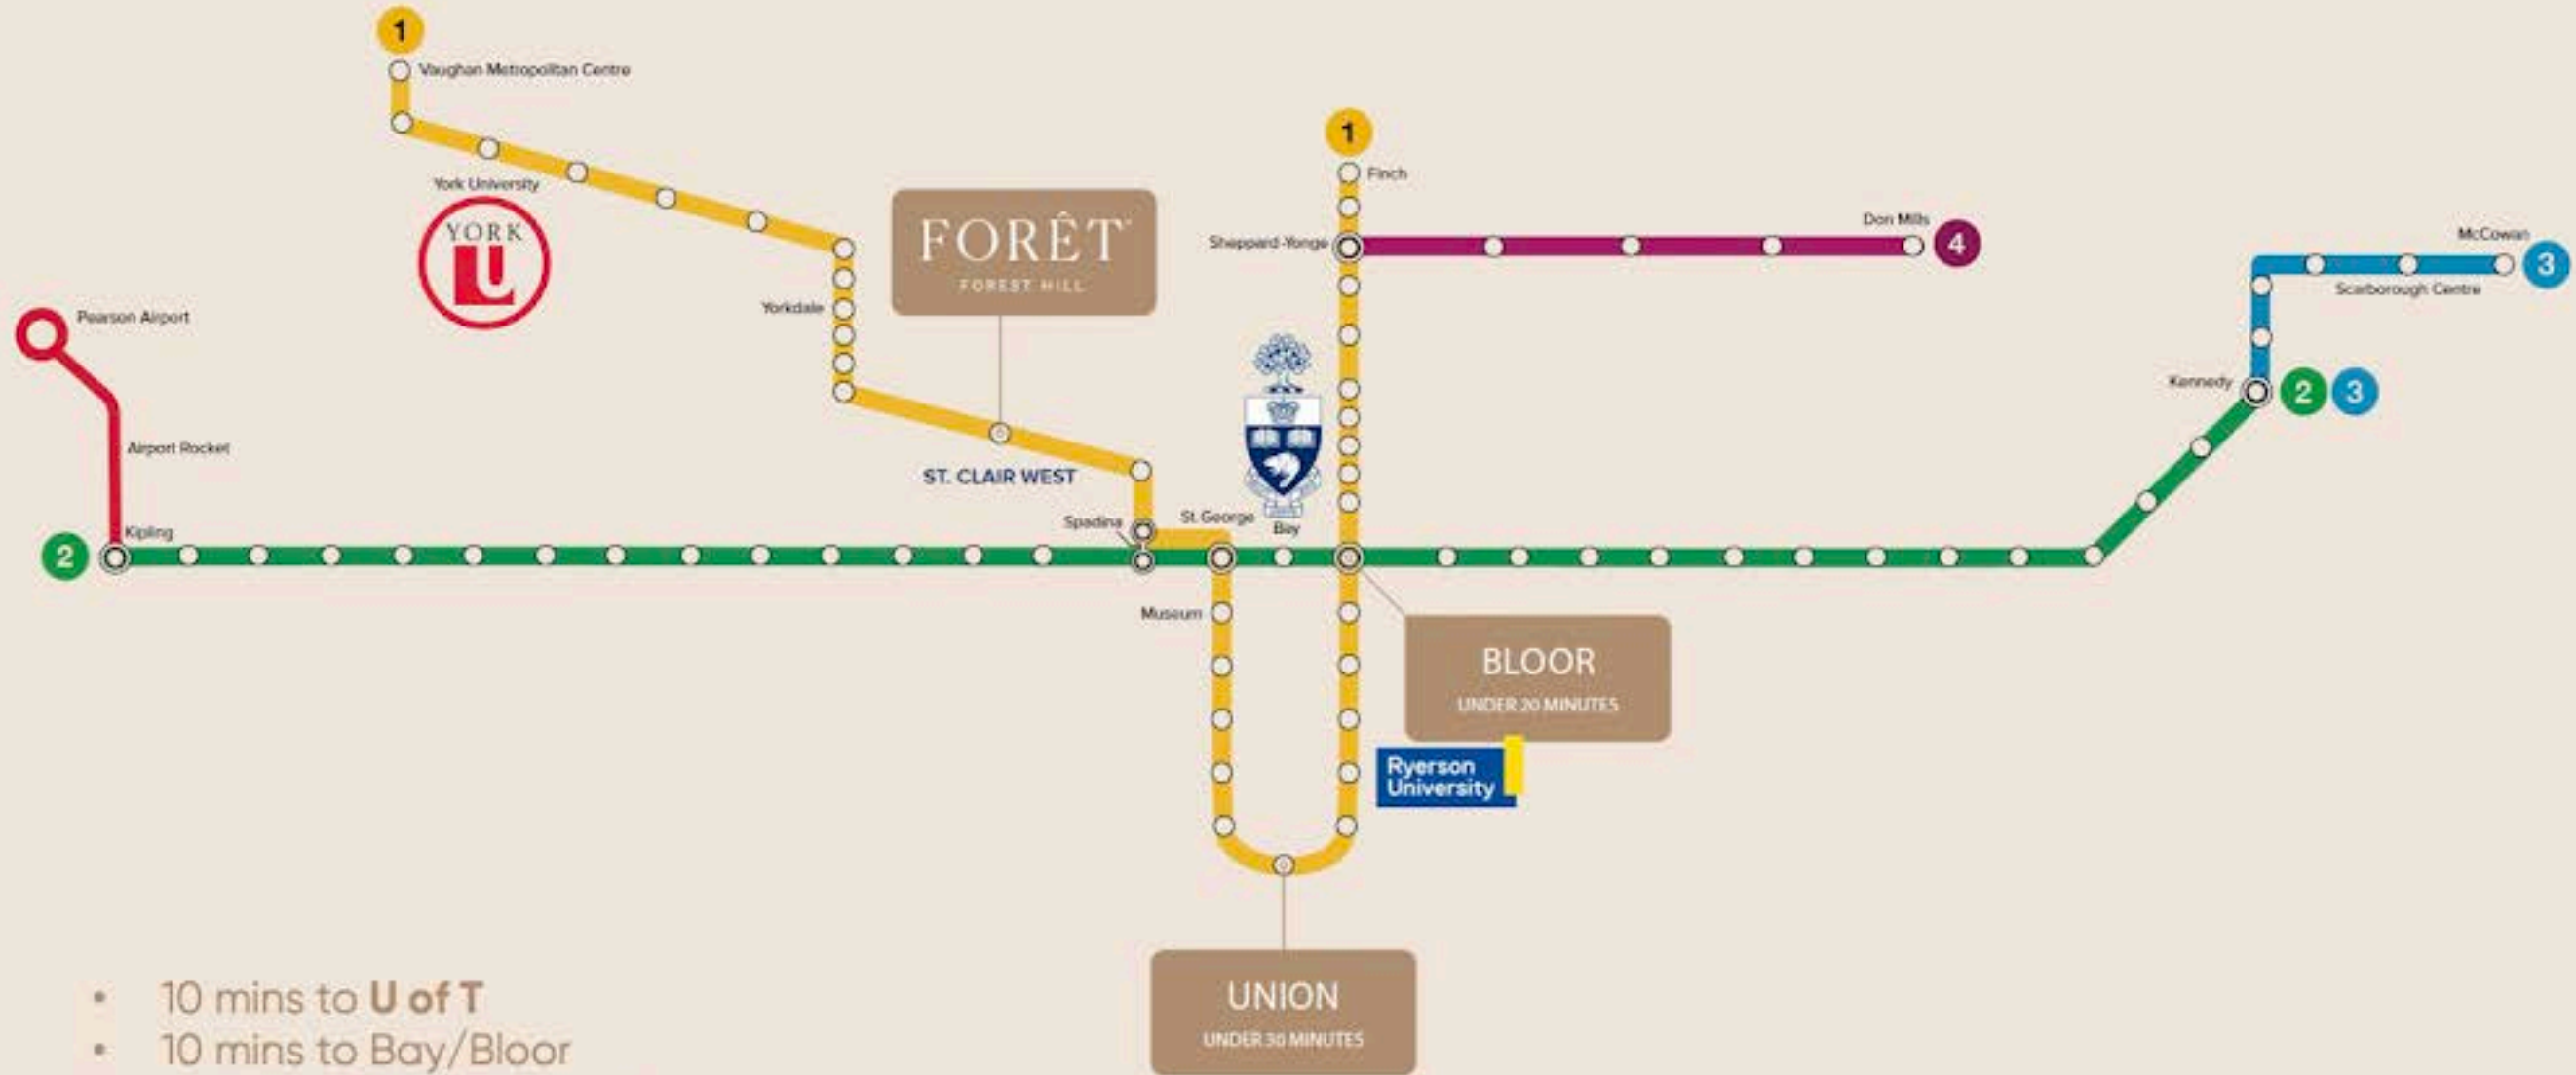 1
Vaughan Metropolitan Centre
1
Finch
York University
YORK
U
FORÊT
FOREST HILL
Sheppard-Yonge
Don Mills
4
McCowan
3
Scarborough Centre
Pearson Airport
Yorkdale
Kennedy
2
3
Airport Rocket
ST. CLAIR WEST
Spadina
St. George
Bay
Kipling
2
Museum
BLOOR
UNDER 20 MINUTES
Ryerson
University
UNION
UNDER 30 MINUTES
• 10 mins to U of T
• 10 mins to Bay/Bloor